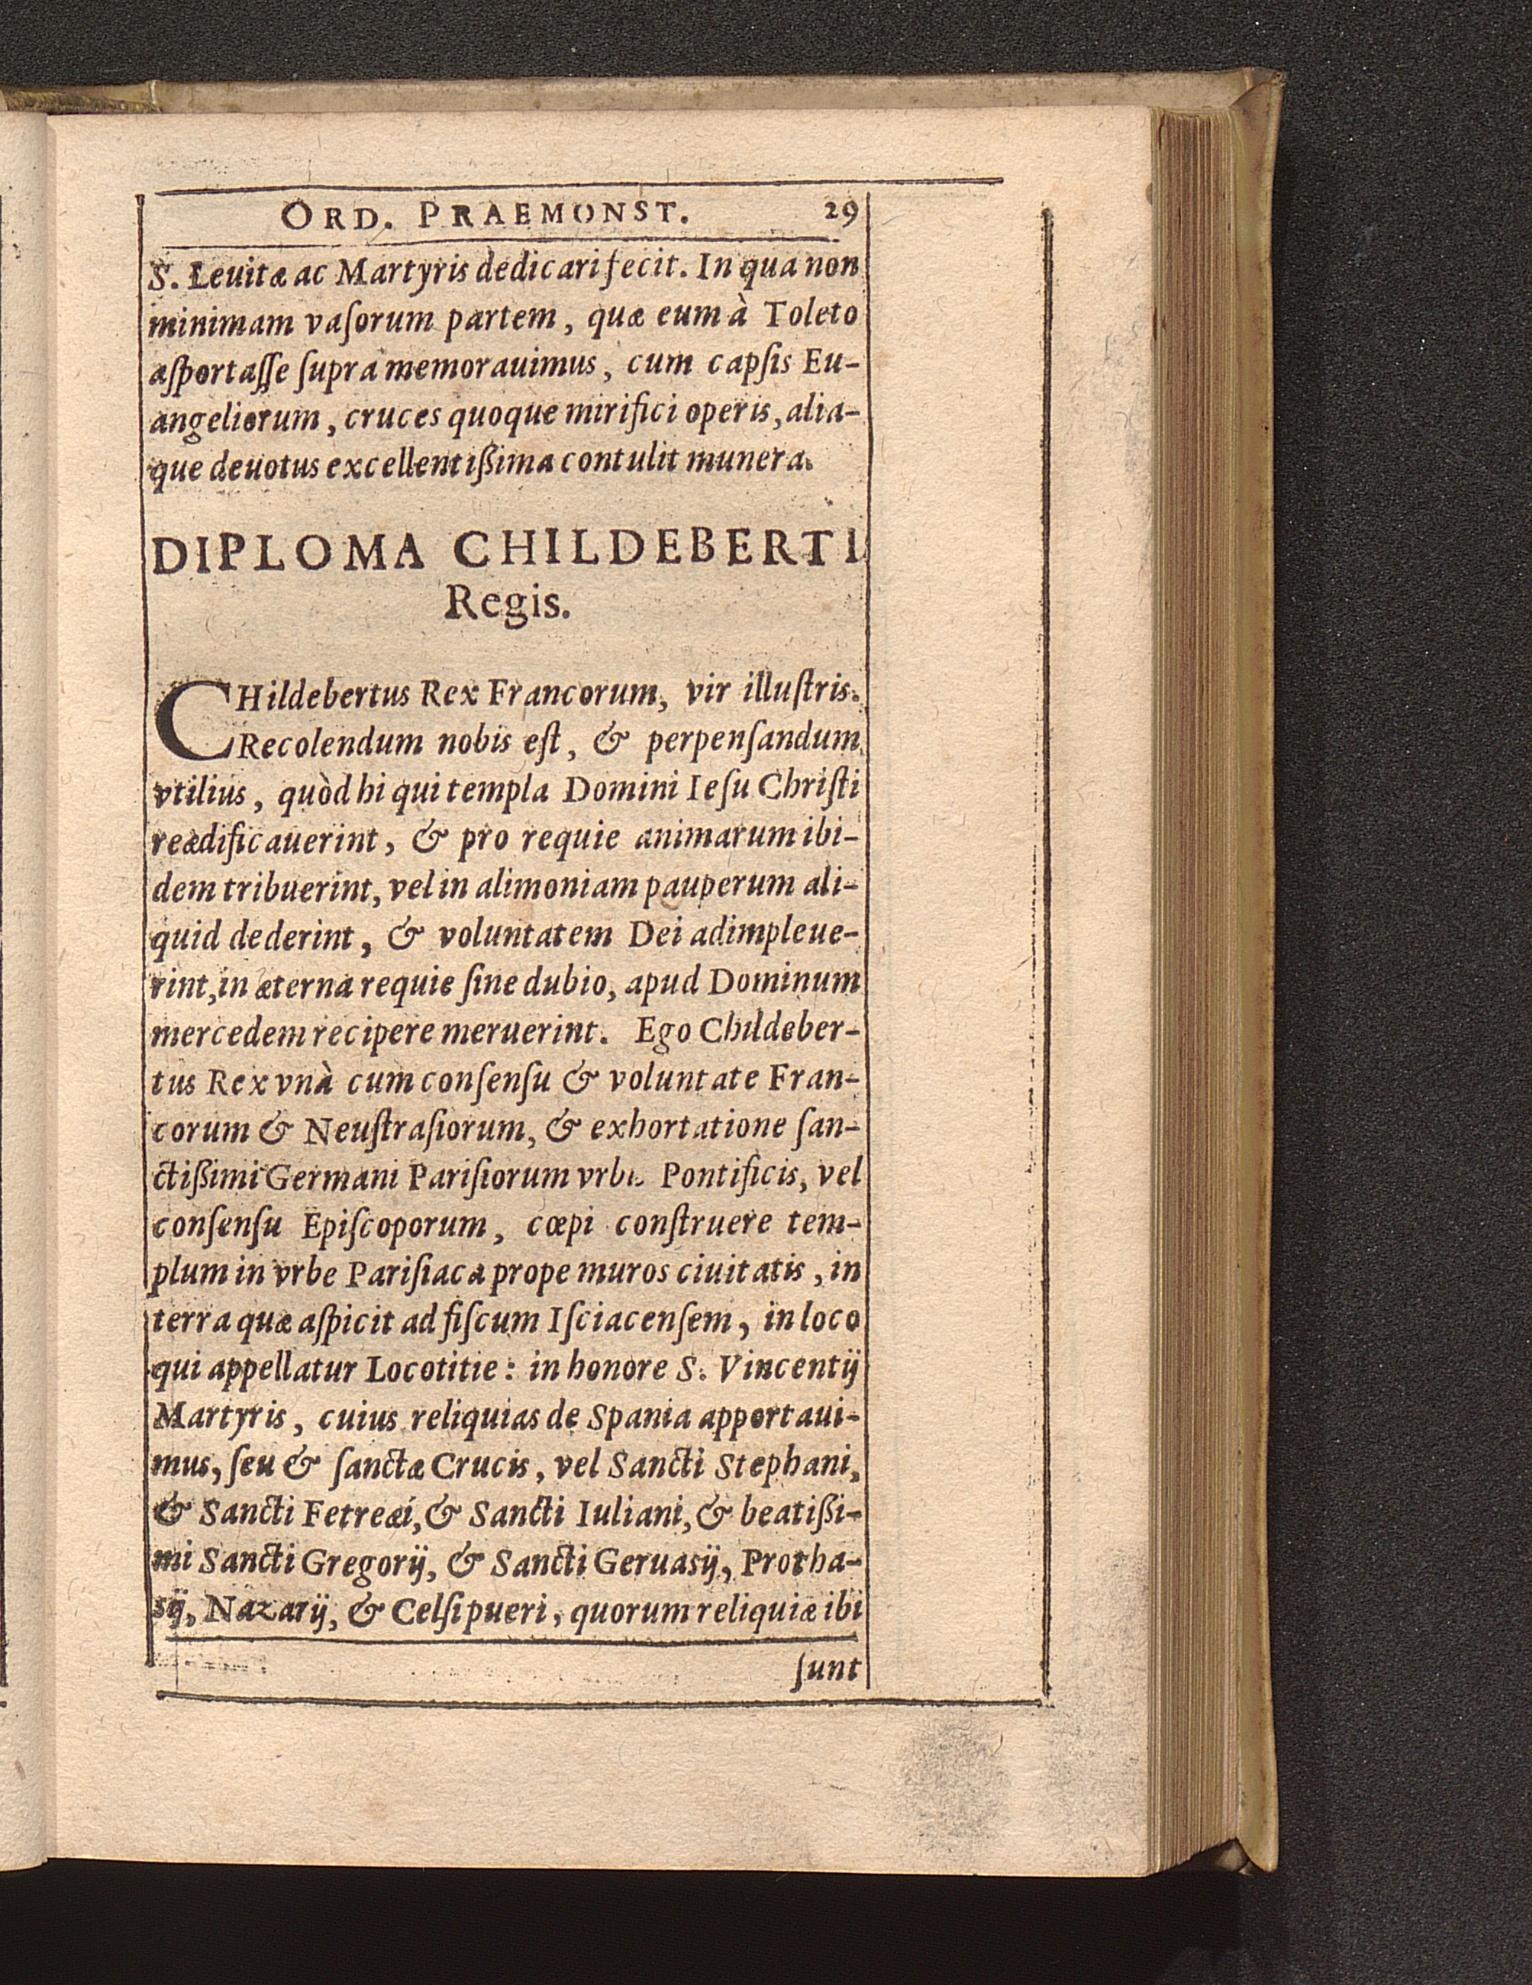 ORD. PRAEMONST. 29
S. Leuitæ ac Martyris dedicari fecit. In qua non
minimam vaſorum partem, quæ eum à Toleto
aſportaſſe ſupra memorauimus, cum capſis Eu-
angeliorum, cruces quoque mirifici operis, alia-
que deuotus excellentißima contulit munera.
DIPLOMA CHILDEBERTI
Regis.
CHildebertus Rex Francorum, vir illuſtris.
Recolendum nobis eſt, & perpenſandum
vtilius, quòd hi qui templa Domini Ieſu Chriſti
reædificauerint, & pro requie animarum ibi-
dem tribuerint, vel in alimoniam pauperum ali-
quid dederint, & voluntatem Dei adimpleue-
rint, in æterna requie ſine dubio, apud Dominum
mercedem recipere meruerint. Ego Childeber-
tus Rex vnà cum conſenſu & voluntate Fran-
corum & Neuſtraſiorum, & exhortatione ſan-
ctißimi Germani Pariſiorum Pontificis, vel
conſenſu Epiſcoporum, cœpi conſtruere tem-
plum in vrbe Pariſiaca prope muros ciuitatis, in
terra quæ aſpicit ad fiſcum Iſciacenſem, in loco
qui appellatur Locotitie: in honore S. Vincentij
Martyris, cuius reliquias de Spania apportaui-
mus, ſeu & ſanctæ Crucis, vel Sancti Stephani,
& Sancti Fetreæi, & Sancti Iuliani, & beatißi-
mi Sancti Gregorij, & Sancti Geruasij, Protha-
sij, Nazarij, & Celſi pueri, quorum reliquiæ ibi
ſunt